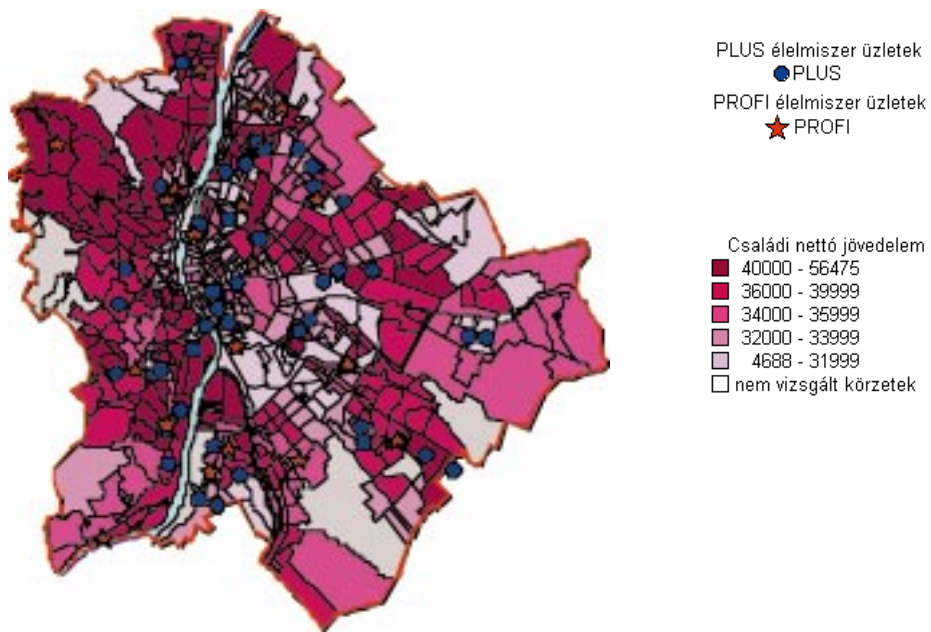 PLUS élelmiszer üzletek
PLUS
PROFI élelmiszer üzletek
PROFI
Családi nettó jövedelem
40000 - 56475
36000 - 39999
34000 - 35999
32000 - 33999
4688 - 31999
nem vizsgált körzetek